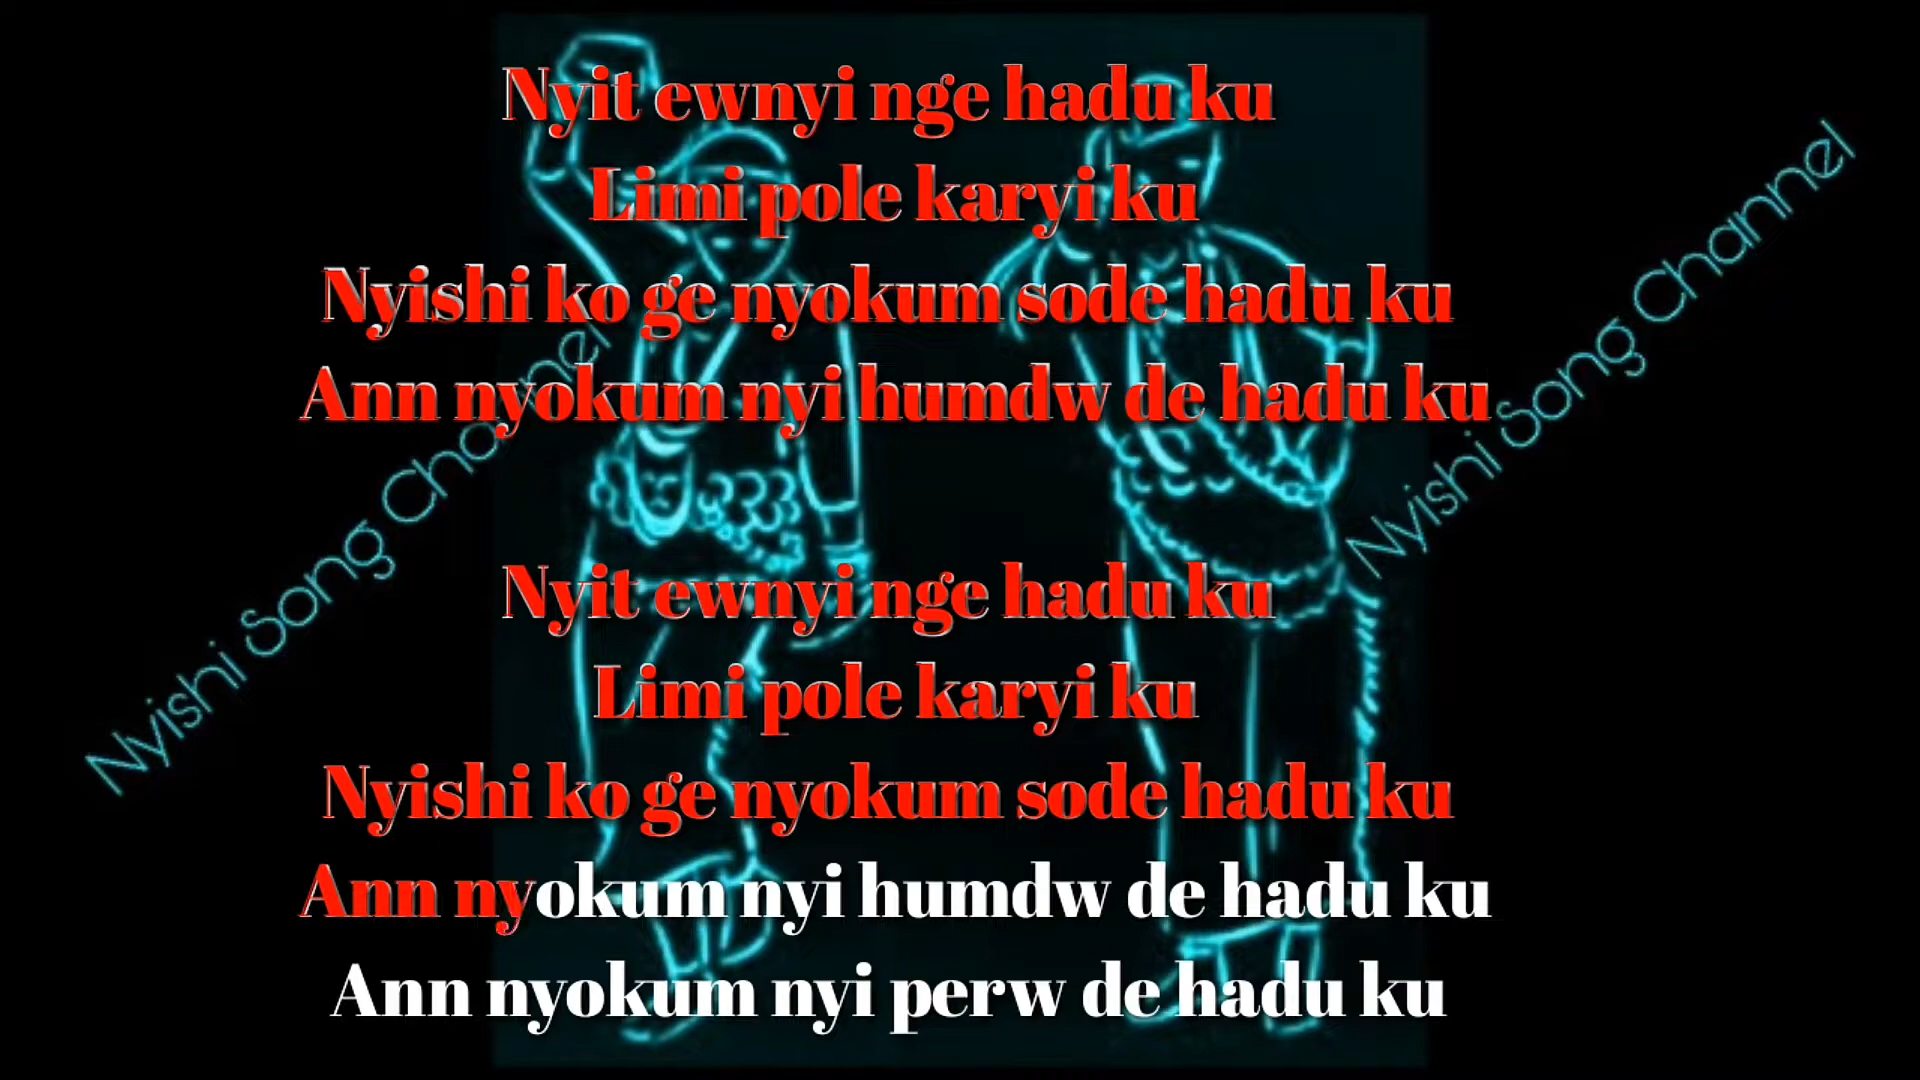 Nyit ewnyi nge hadu ku
Limi pole karyi ku
Nyishi ko ge nyokum sode hadu ku
Ann nyokum nyi humdw de hadu ku
Nyit ewnyi nge hadu ku
Limi pole karyi ku
Nyishi ko ge nyokum sode hadu ku
Ann nyokum nyi humdw de hadu ku
Ann nyokum nyi perw de hadu ku
Nyishi Song Channel
Nyishi Song Channel